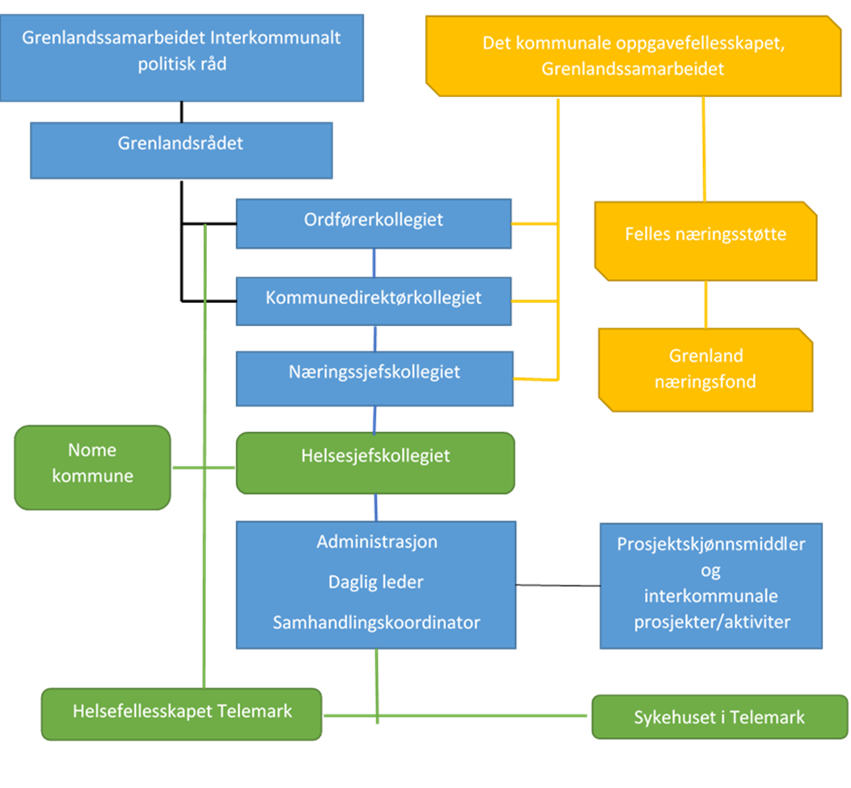 Grenlandssamarbeidet Interkommunalt
politisk råd
Det kommunale oppgavefellesskapet,
Grenlandssamarbeidet
Grenlandsrådet
Ordførerkollegiet
Felles næringsstøtte
Kommunedirektørkollegiet
Næringssjefskollegiet
Grenland
næringsfond
Nome
kommune
Helsesjefskollegiet
Administrasjon
Daglig leder
Samhandlingskoordinator
Prosjektskjønnsmiddler
og
interkommunale
prosjekter/aktiviter
Helsefellesskapet Telemark
Sykehuset i Telemark